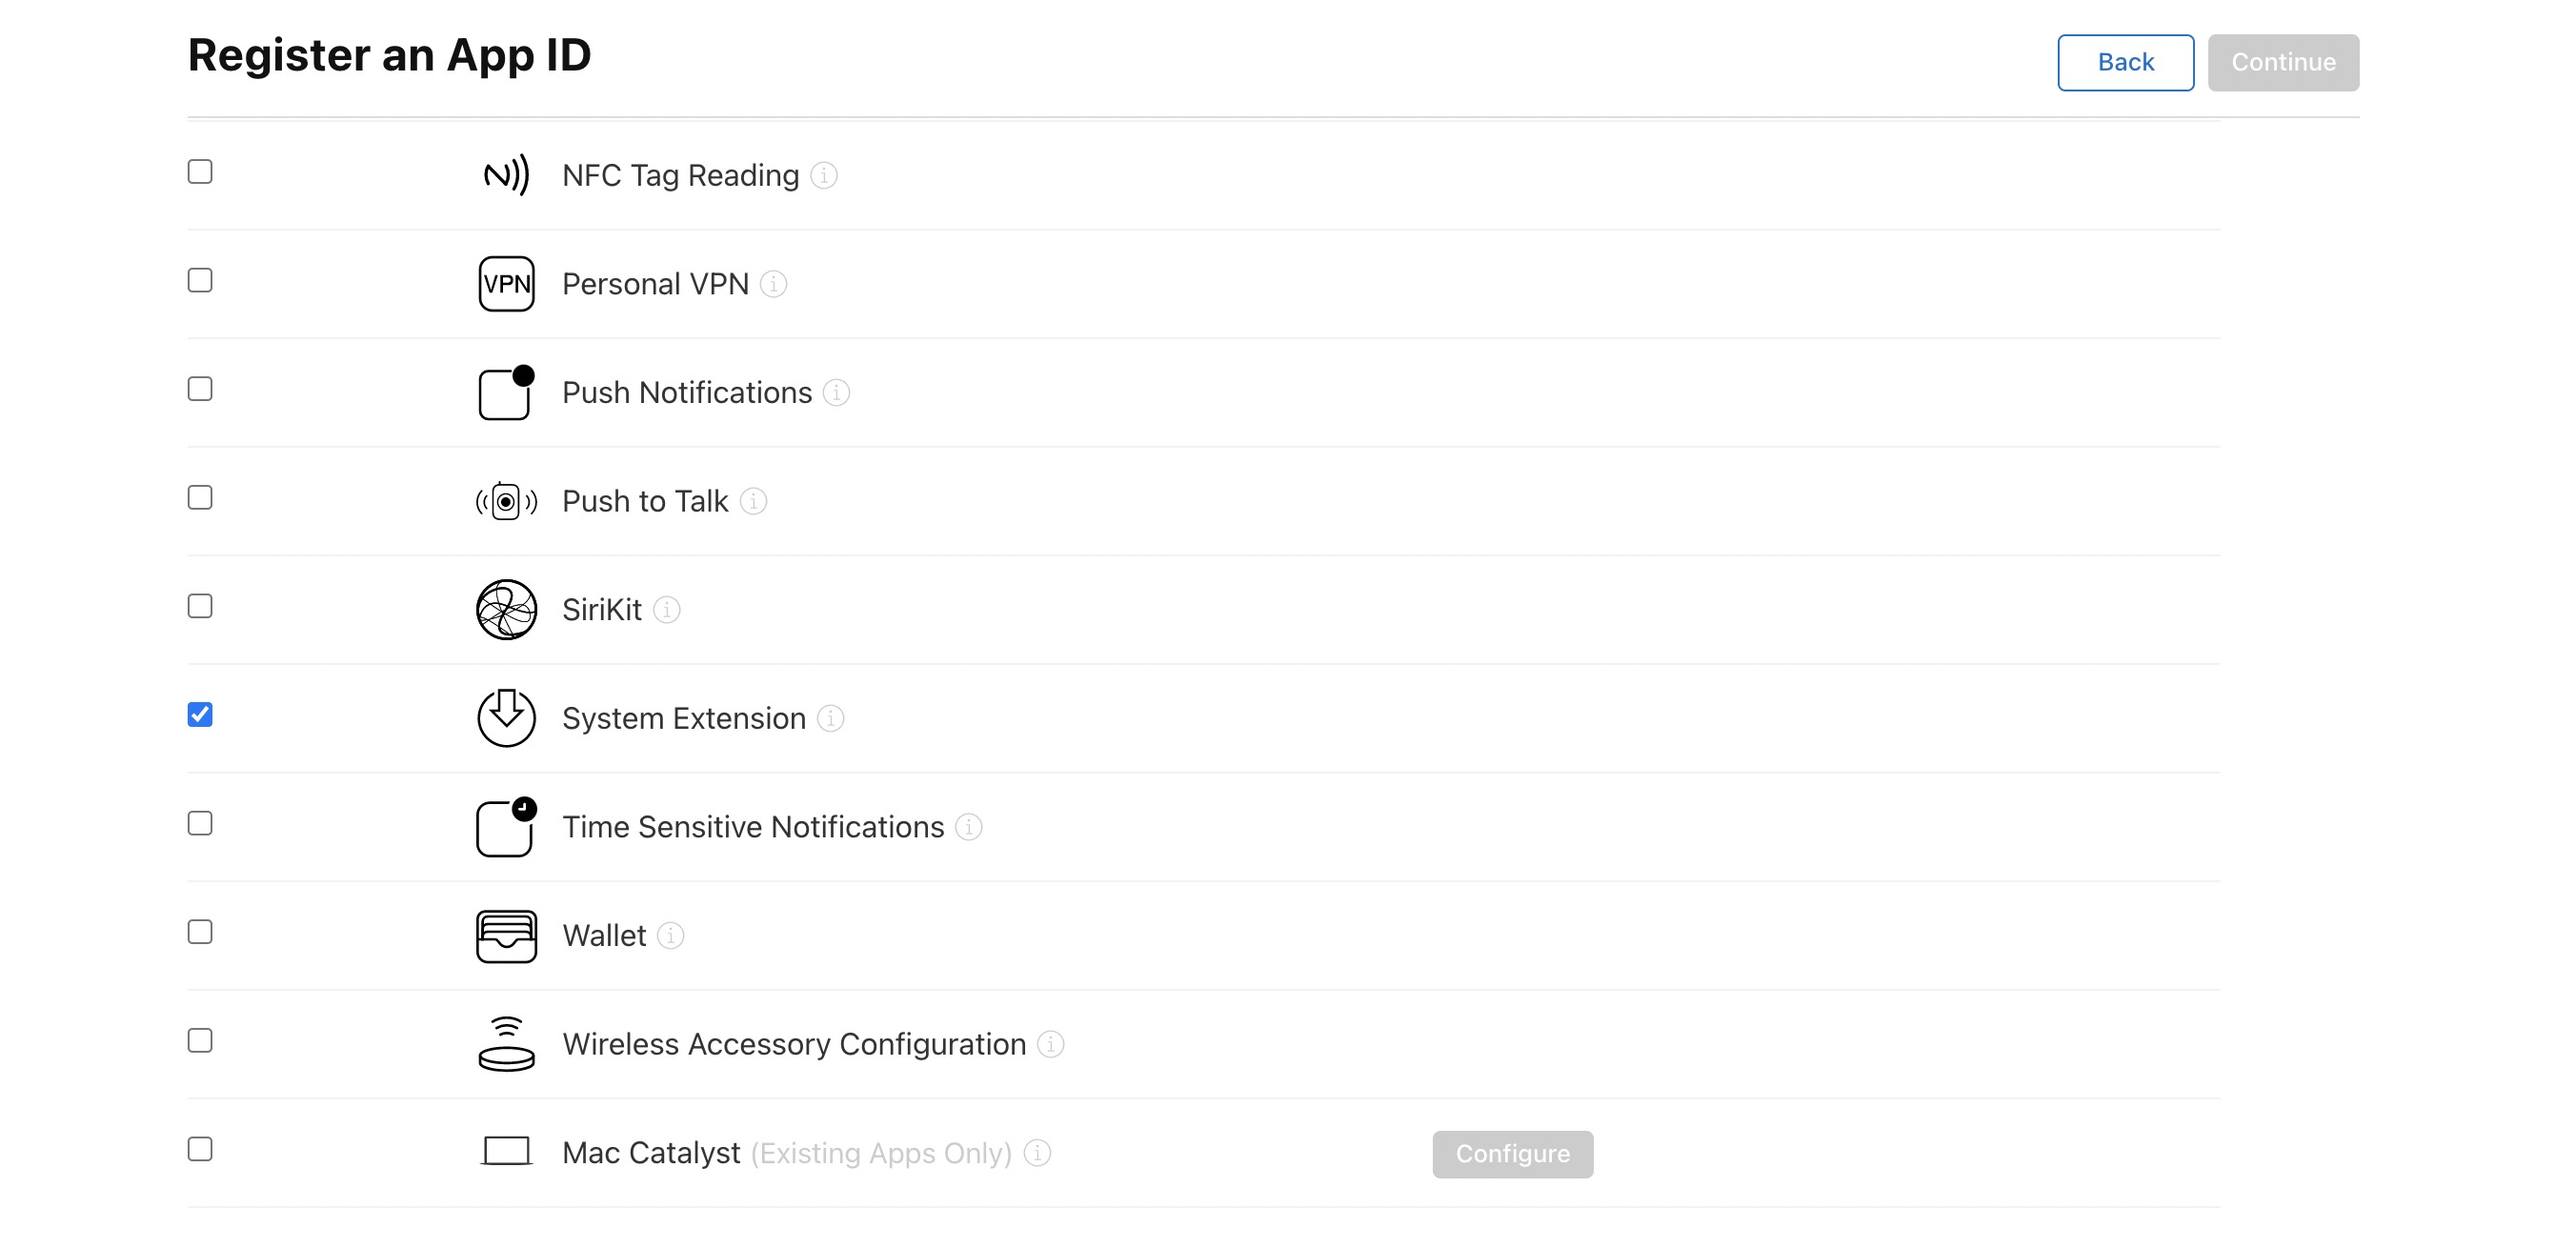 Register an App ID
Back
Continue
NFC Tag Reading
VPN
Personal VPN
Push Notifications
Push to Talk
SiriKit
System Extension
Time Sensitive Notifications
Wallet
Wireless Accessory Configuration
Mac Catalyst (Existing Apps Only)
Configure